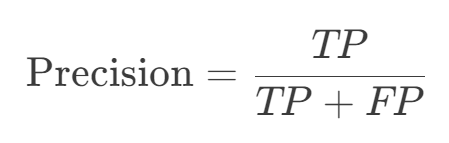 Precision = TP / TP + FP